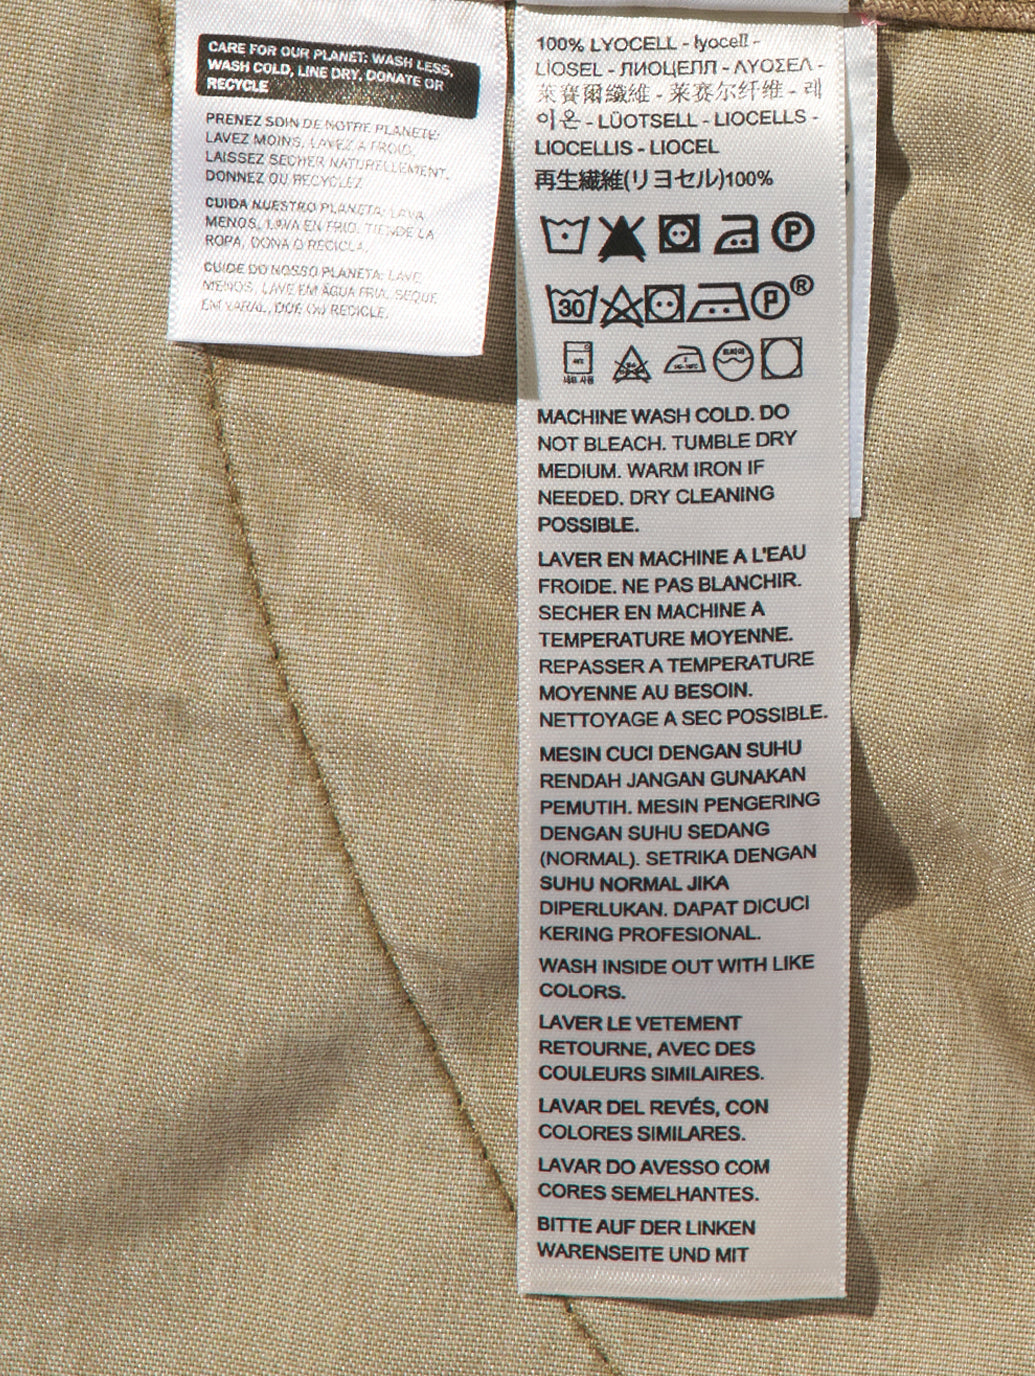 CARE FOR OUR PLANET: WASH LESS,
WASH COLD, LINE DRY, DONATE OR
RECYCLE
PRENEZ SOIN DE NOTRE PLANETE:
LAVEZ MOINS, LAVEZ A FROID,
LAISSEZ SECHER NATURELLEMENT,
DONNEZ OU RECYCLEZ
CUIDA NUESTRO PLANETA: LAVA
MENOS, LAVA EN FRIO, TIENDE LA
ROPA, DONA O RECICLA.
CUIDE DO NOSSO PLANETA: LAVE
MENOS, LAVE EM ÁGUA FRIA, SEQUE
EM VARAL, DOE OU RECICLE.
100% LYOCELL - lyocell -
LİOSEL - ЛИОЦЕЛЛ - ΛΥΟΣΕΛ -
萊賽爾纖維 - 莱赛尔纤维 - 레
이온 - LÜOTSELL - LIOCELLS -
LIOCELLIS - LIOCEL
再生繊維(リヨセル)100%
P
30 P ®
MACHINE WASH COLD. DO
NOT BLEACH. TUMBLE DRY
MEDIUM. WARM IRON IF
NEEDED. DRY CLEANING
POSSIBLE.
LAVER EN MACHINE A L'EAU
FROIDE. NE PAS BLANCHIR.
SECHER EN MACHINE A
TEMPERATURE MOYENNE.
REPASSER A TEMPERATURE
MOYENNE AU BESOIN.
NETTOYAGE A SEC POSSIBLE.
MESIN CUCI DENGAN SUHU
RENDAH JANGAN GUNAKAN
PEMUTIH. MESIN PENGERING
DENGAN SUHU SEDANG
(NORMAL). SETRIKA DENGAN
SUHU NORMAL JIKA
DIPERLUKAN. DAPAT DICUCI
KERING PROFESIONAL.
WASH INSIDE OUT WITH LIKE
COLORS.
LAVER LE VETEMENT
RETOURNE, AVEC DES
COULEURS SIMILAIRES.
LAVAR DEL REVÉS, CON
COLORES SIMILARES.
LAVAR DO AVESSO COM
CORES SEMELHANTES.
BITTE AUF DER LINKEN
WARENSEITE UND MIT